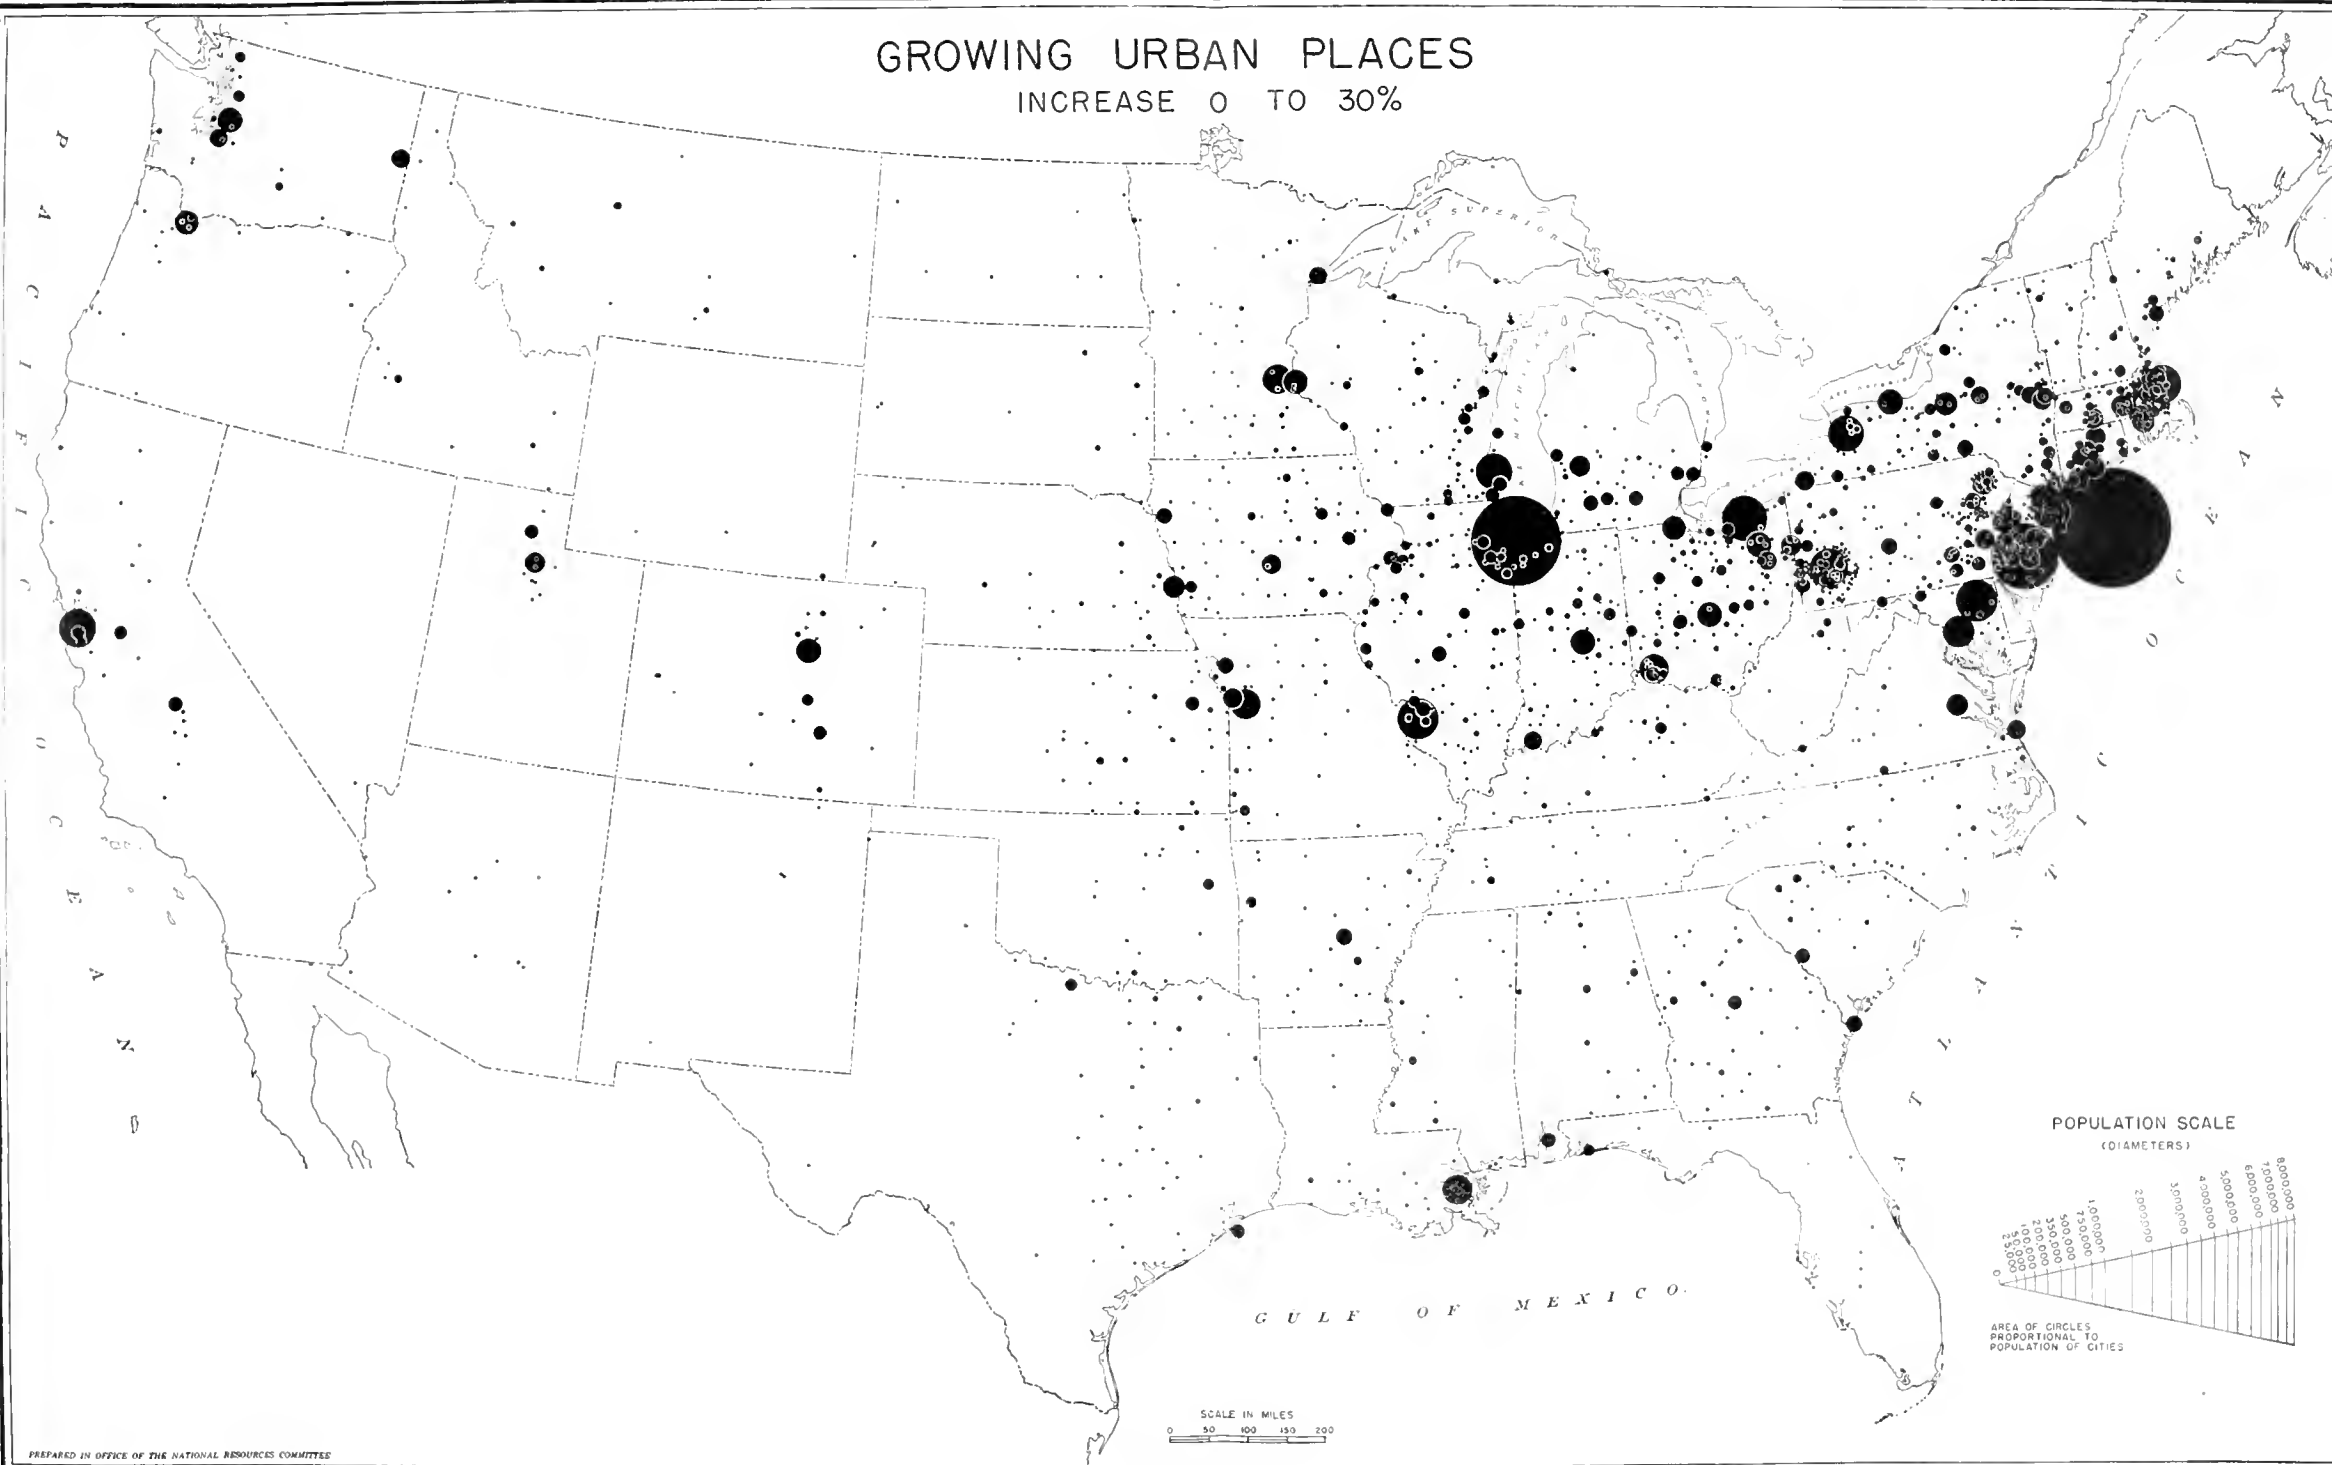 GROWING URBAN PLACES
INCREASE 0 TO 30%
PACIFIC OCEAN
LAKE SUPERIOR
ATLANTIC OCEAN
GULF OF MEXICO.
POPULATION SCALE
(DIAMETERS)
0
25,000
50,000
100,000
200,000
350,000
500,000
750,000
1,000,000
2,000,000
3,000,000
4,000,000
5,000,000
6,000,000
7,000,000
8,000,000
AREA OF CIRCLES
PROPORTIONAL TO
POPULATION OF CITIES
SCALE IN MILES
0 50 100 150 200
PREPARED IN OFFICE OF THE NATIONAL RESOURCES COMMITTEE